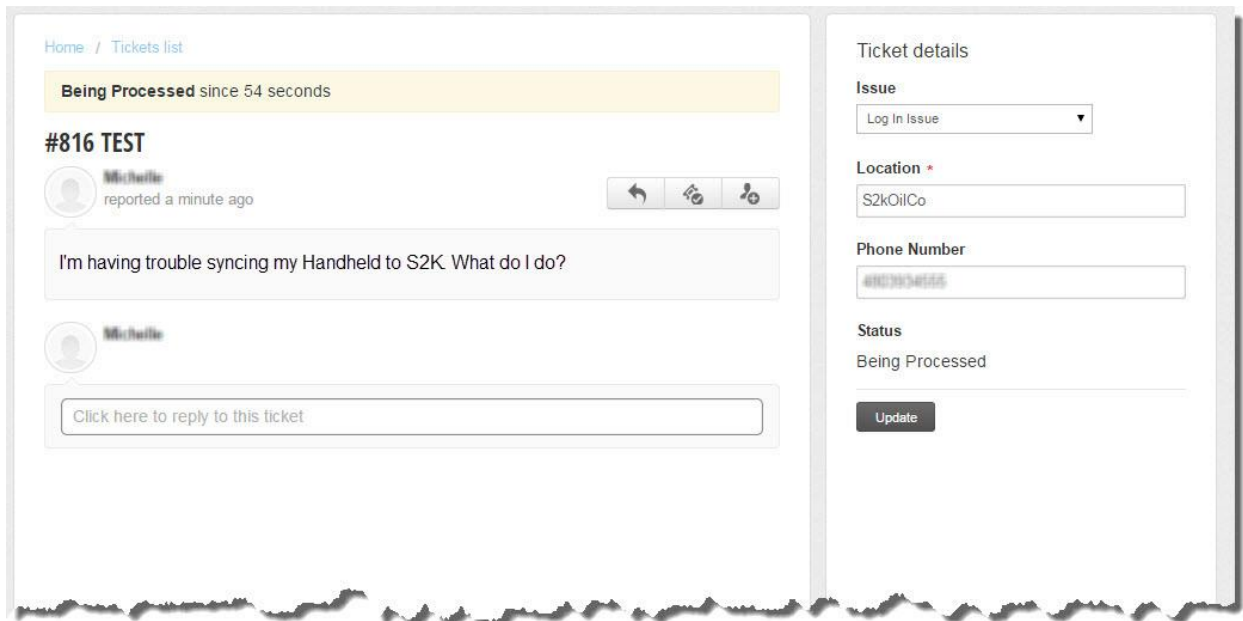 Home / Tickets list
Being Processed since 54 seconds
#816 TEST
reported a minute ago
I'm having trouble syncing my Handheld to S2K. What do I do?
Click here to reply to this ticket
Ticket details
Issue
Log In Issue
Location *
S2kOilCo
Phone Number
Status
Being Processed
Update